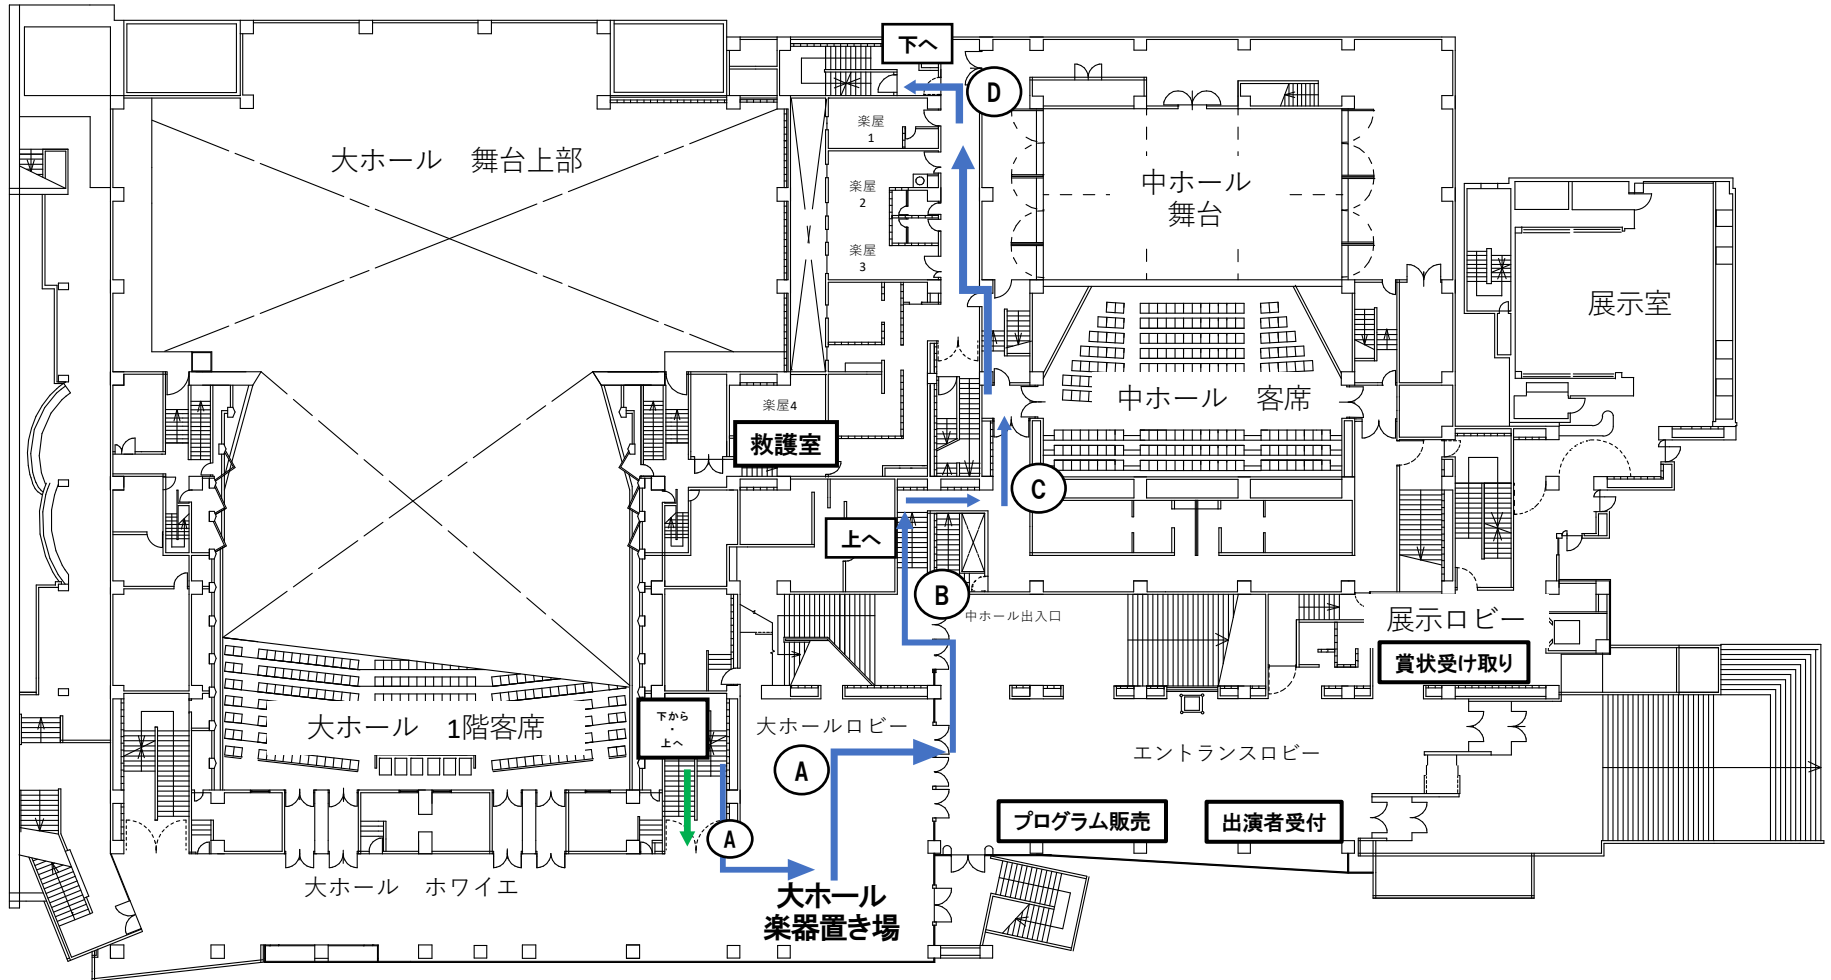 下へ
D
楽屋
1
大ホール 舞台上部
楽屋
2
中ホール
舞台
楽屋
3
展示室
楽屋4
中ホール 客席
救護室
C
上へ
B
中ホール出入口
展示ロビー
賞状受け取り
下から
・
上へ
大ホール 1階客席
大ホールロビー
エントランスロビー
A
プログラム販売
出演者受付
A
大ホール ホワイエ
大ホール
楽器置き場